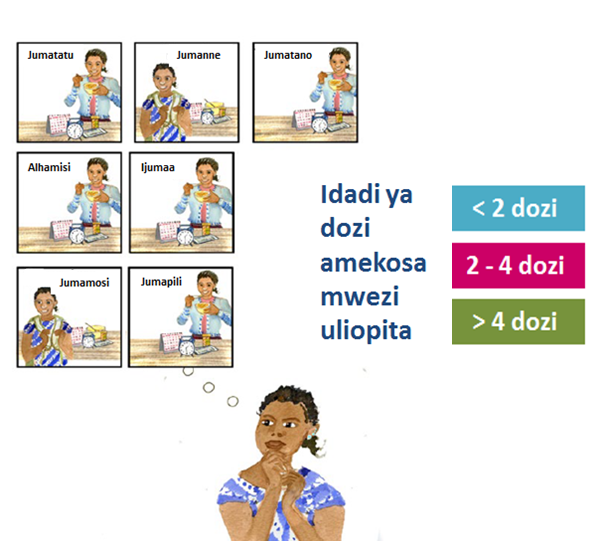 Jumatatu
Jumanne
Jumatano
Alhamisi
Ijumaa
Jumamosi
Jumapili
Idadi ya
dozi
amekosa
mwezi
uliopita
< 2 dozi
2 - 4 dozi
> 4 dozi